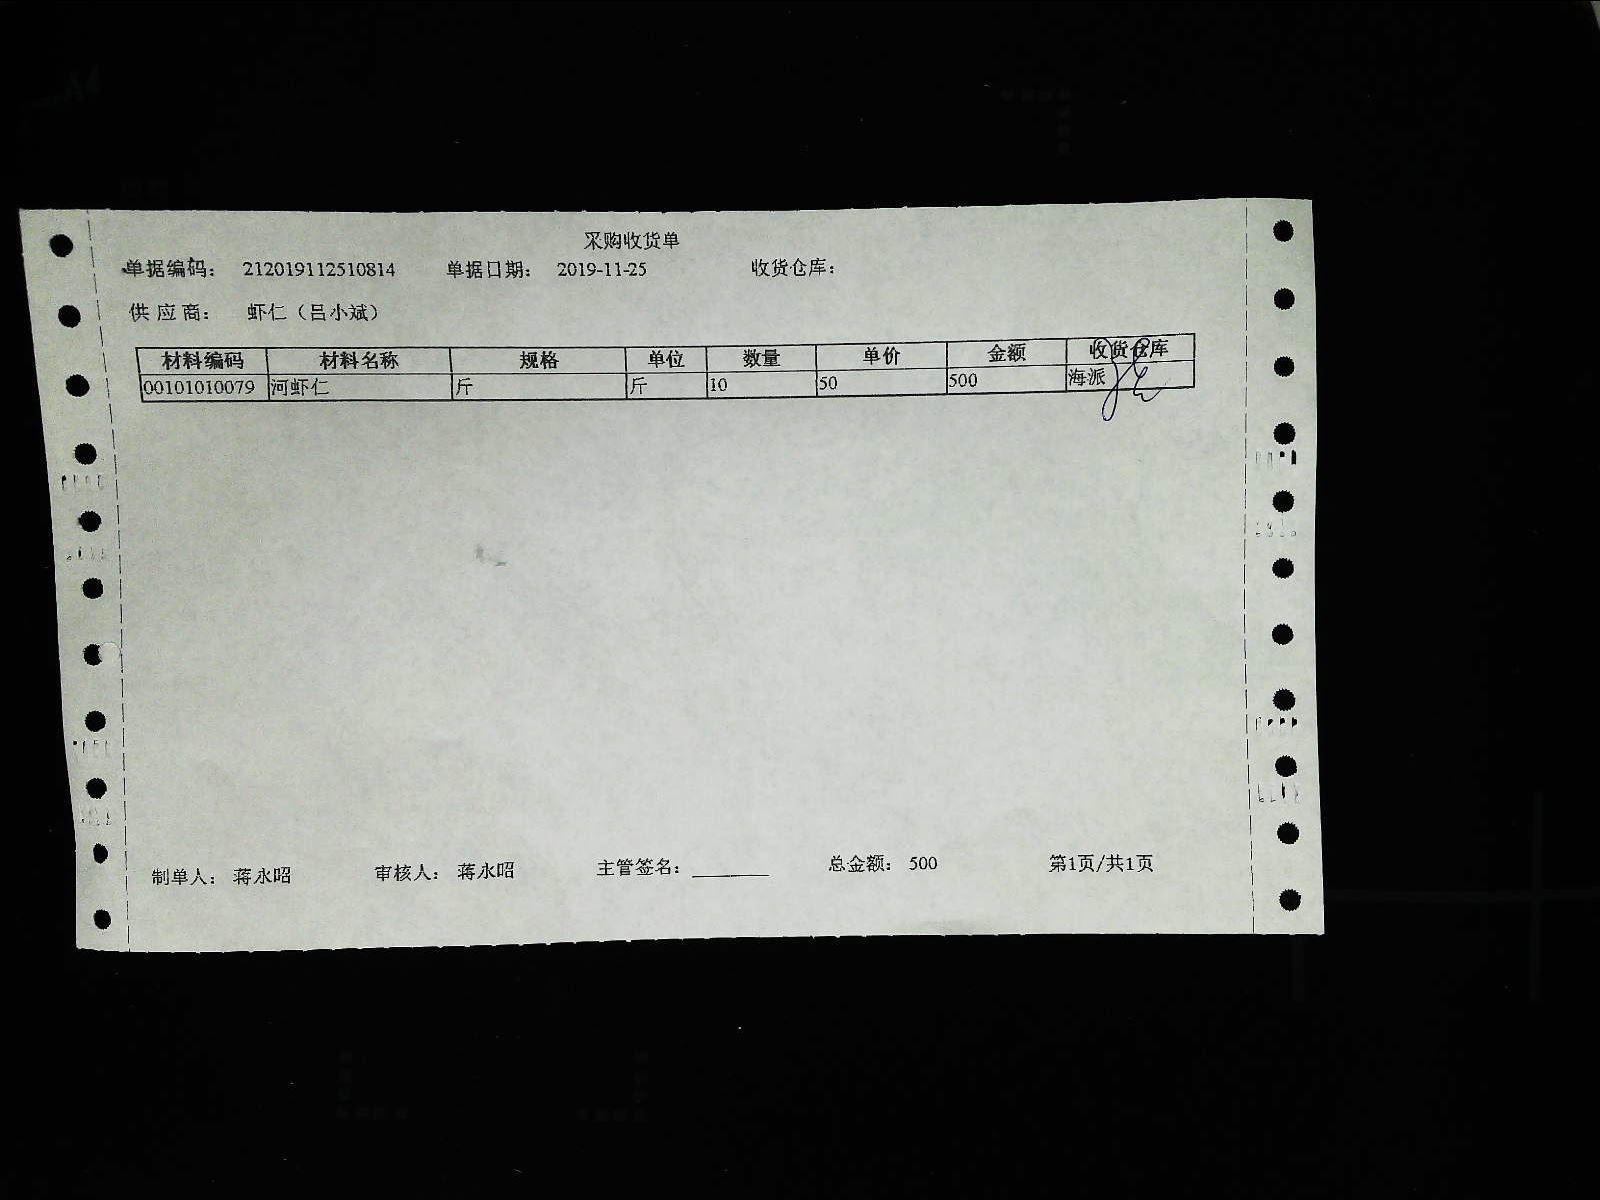 采购收货单
单据编码： 212019112510814 单据日期： 2019-11-25 收货仓库：
供 应 商： 虾仁（吕小斌）
材料编码 材料名称 规格 单位 数量 单价 金额 收货仓库
00101010079 河虾仁 斤 斤 10 50 500 海派
制单人： 蒋永昭 审核人： 蒋永昭 主管签名： 总金额： 500 第1页/共1页